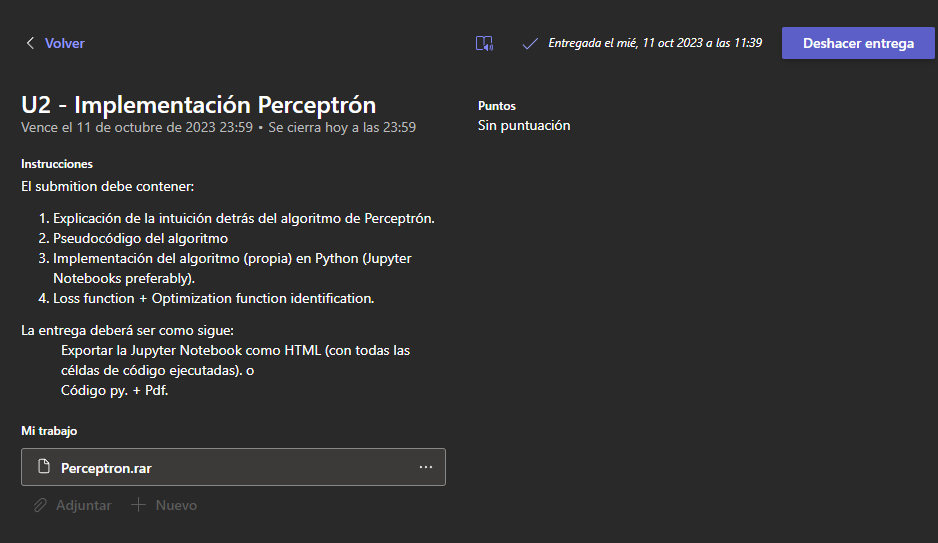 Volver
Entregada el mié, 11 oct 2023 a las 11:39
Deshacer entrega
U2 - Implementación Perceptrón
Vence el 11 de octubre de 2023 23:59 • Se cierra hoy a las 23:59
Puntos
Sin puntuación
Instrucciones
El submition debe contener:
1. Explicación de la intuición detrás del algoritmo de Perceptrón.
2. Pseudocódigo del algoritmo
3. Implementación del algoritmo (propia) en Python (Jupyter
Notebooks preferably).
4. Loss function + Optimization function identification.
La entrega deberá ser como sigue:
Exportar la Jupyter Notebook como HTML (con todas las
céldas de código ejecutadas). o
Código py. + Pdf.
Mi trabajo
Perceptron.rar
Adjuntar
Nuevo